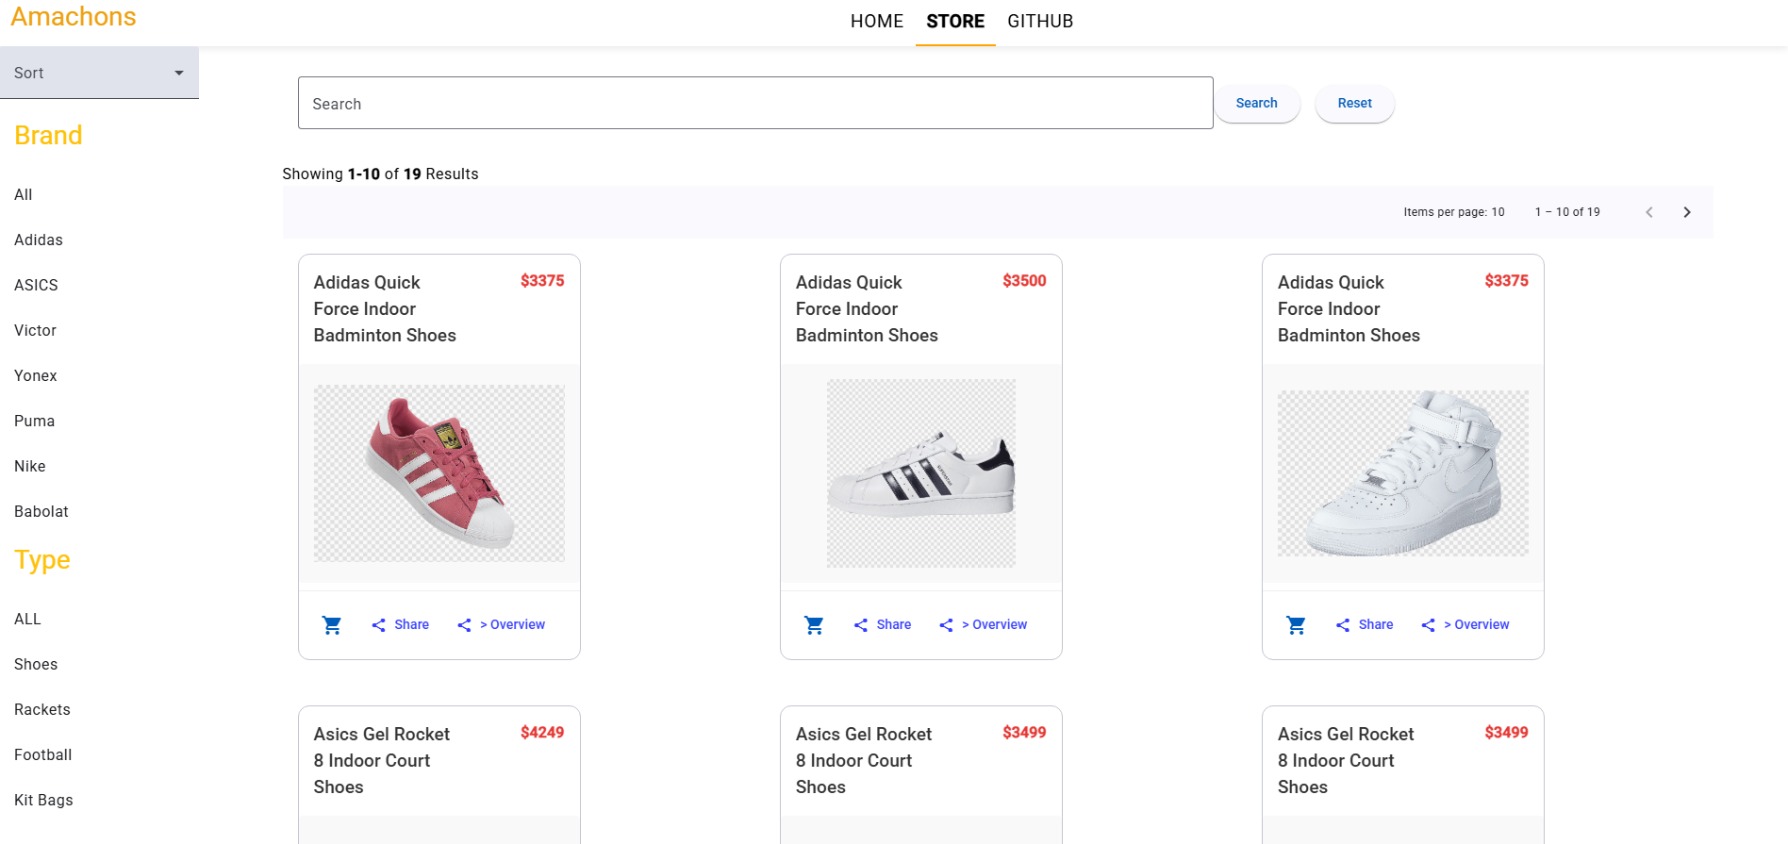 Amachons
HOME STORE GITHUB
Sort
Search
Search
Reset
Brand
All
Adidas
ASICS
Victor
Yonex
Puma
Nike
Babolat
Type
ALL
Shoes
Rackets
Football
Kit Bags
Showing 1-10 of 19 Results
Items per page: 10 1 – 10 of 19
Adidas Quick
Force Indoor
Badminton Shoes
$3375
Share > Overview
Adidas Quick
Force Indoor
Badminton Shoes
$3500
Share > Overview
Adidas Quick
Force Indoor
Badminton Shoes
$3375
Share > Overview
Asics Gel Rocket
8 Indoor Court
Shoes
$4249
Asics Gel Rocket
8 Indoor Court
Shoes
$3499
Asics Gel Rocket
8 Indoor Court
Shoes
$3499